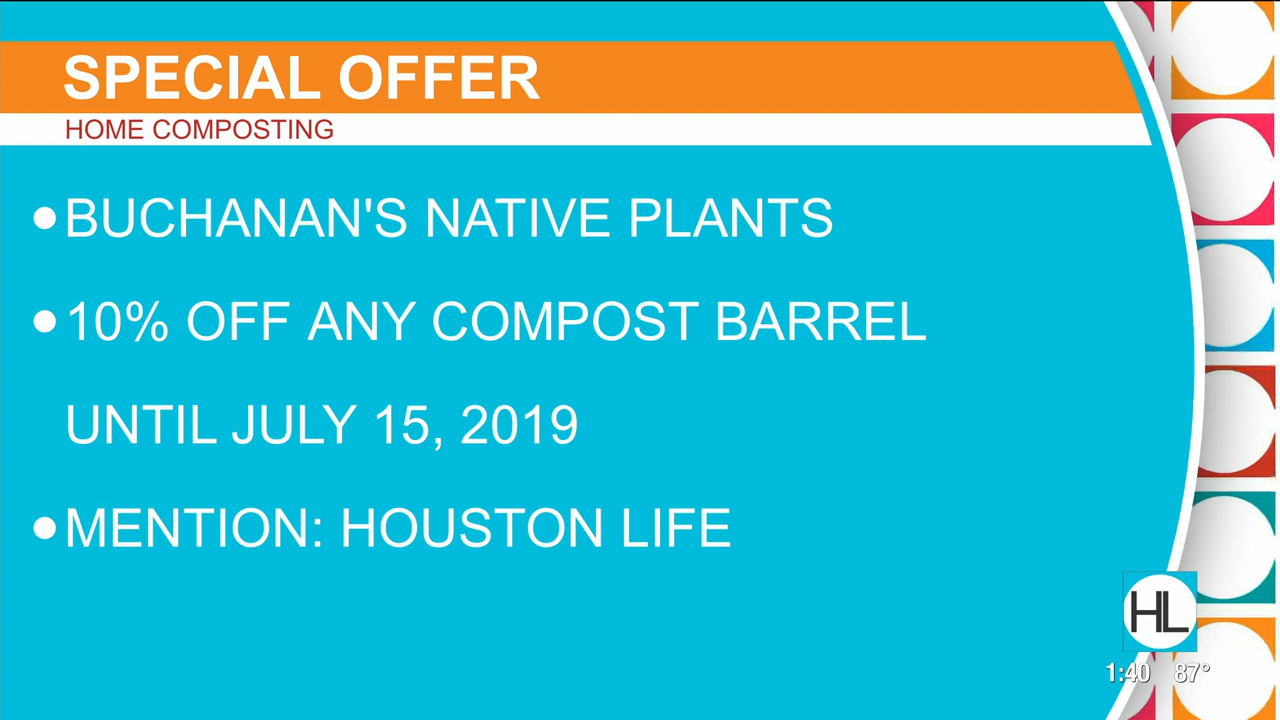 SPECIAL OFFER
HOME COMPOSTING
●BUCHANAN'S NATIVE PLANTS
●10% OFF ANY COMPOST BARREL
UNTIL JULY 15, 2019
●MENTION: HOUSTON LIFE
HL
1:40 87°